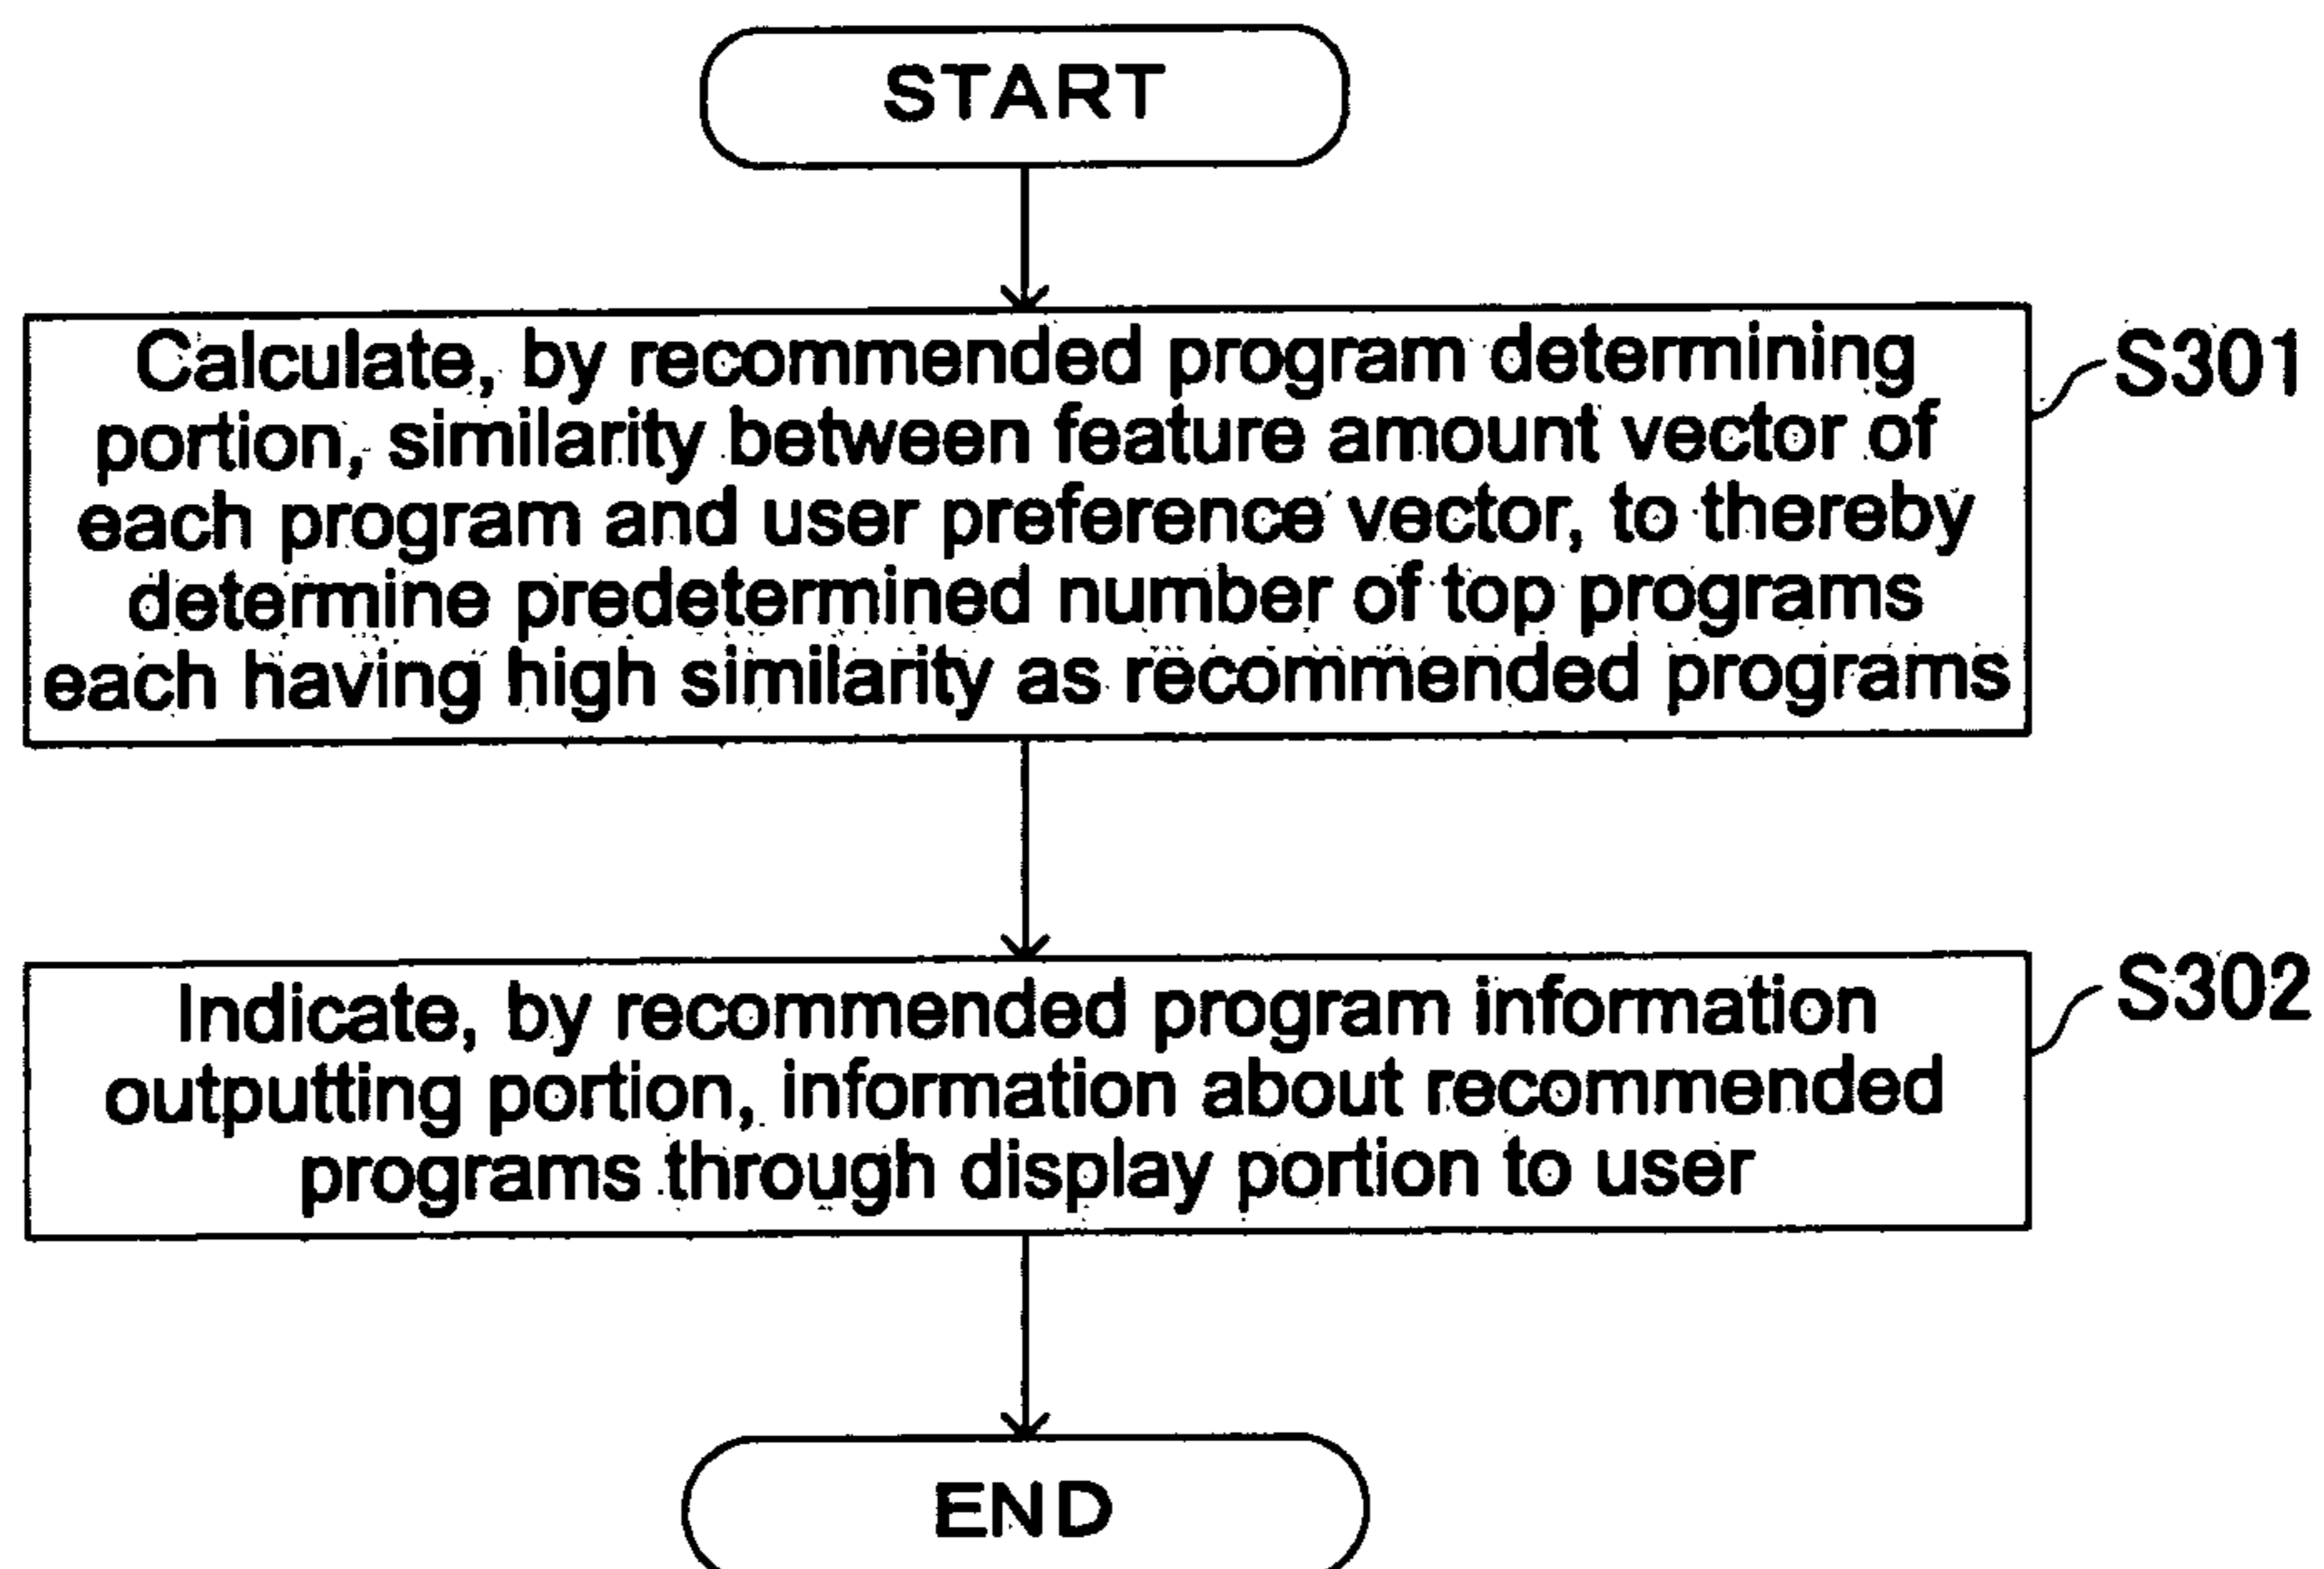 START
Calculate, by recommended program determining
S301
portion, similarity between feature amount vector of
each program and user preference vector, to thereby
determine predetermined number of top programs
each having high similarity as recommended programs
Indicate, by recommended program information
S302
outputting portion, information about recommended
programs through display portion to user
END